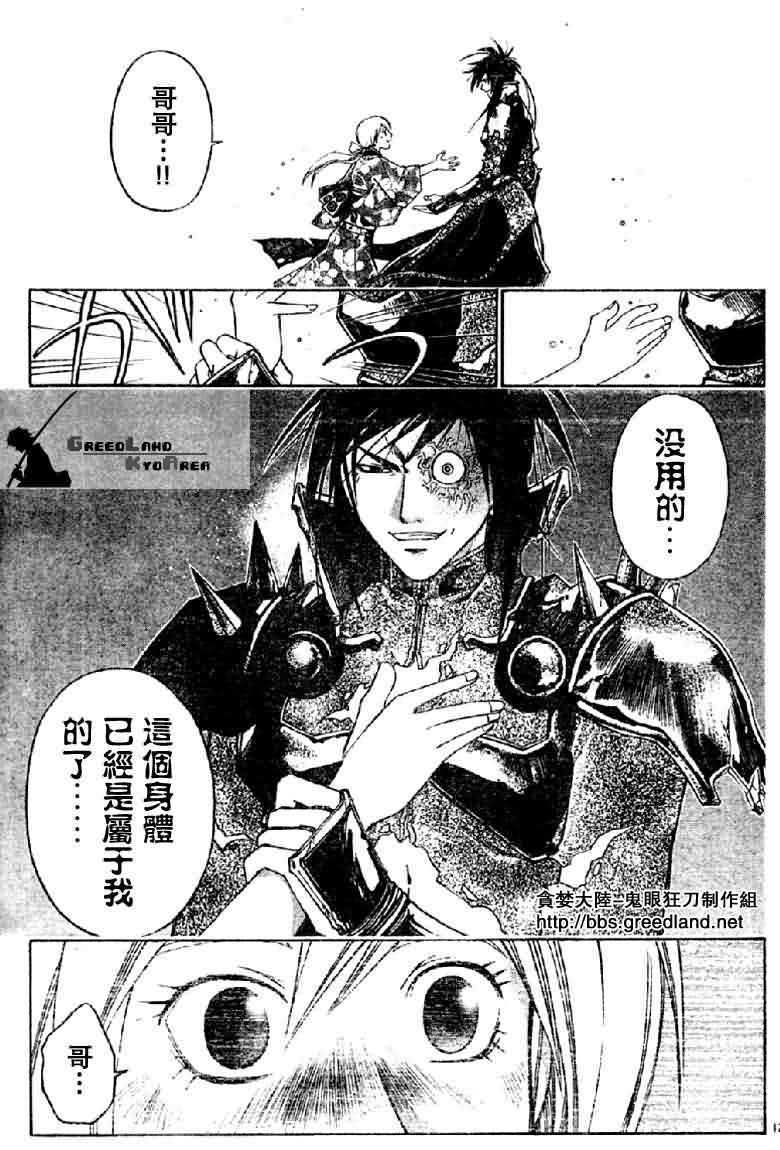 哥
哥
…!!
GREEDLAND
KYOAREA
没用的…
這個身體
已經是屬于我
的了……
貪婪大陸-鬼眼狂刀制作組
http://bbs.greedland.net
哥…